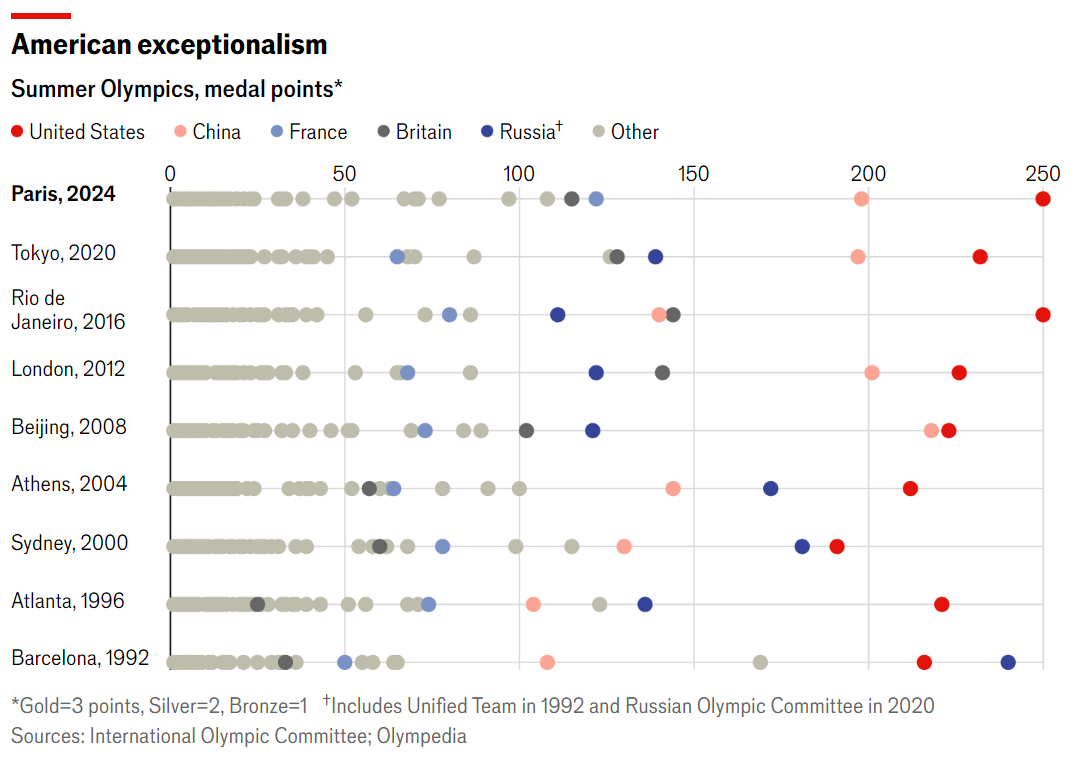 American exceptionalism
Summer Olympics, medal points*
United States China France Britain Russia† Other
0 50 100 150 200 250
Paris, 2024
Tokyo, 2020
Rio de
Janeiro, 2016
London, 2012
Beijing, 2008
Athens, 2004
Sydney, 2000
Atlanta, 1996
Barcelona, 1992
*Gold=3 points, Silver=2, Bronze=1 †Includes Unified Team in 1992 and Russian Olympic Committee in 2020
Sources: International Olympic Committee; Olympedia